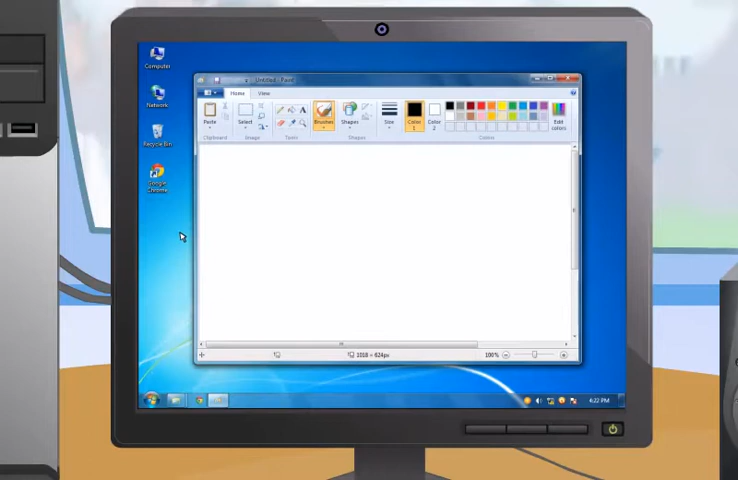 Computer
Network
Recycle Bin
Google
Chrome
Untitled - Paint
Home
View
Paste
Select
Brushes
Shapes
Size
Color
1
Color
2
Edit
colors
Clipboard
Image
Tools
Shapes
Colors
1018 × 624px
100%
4:22 PM